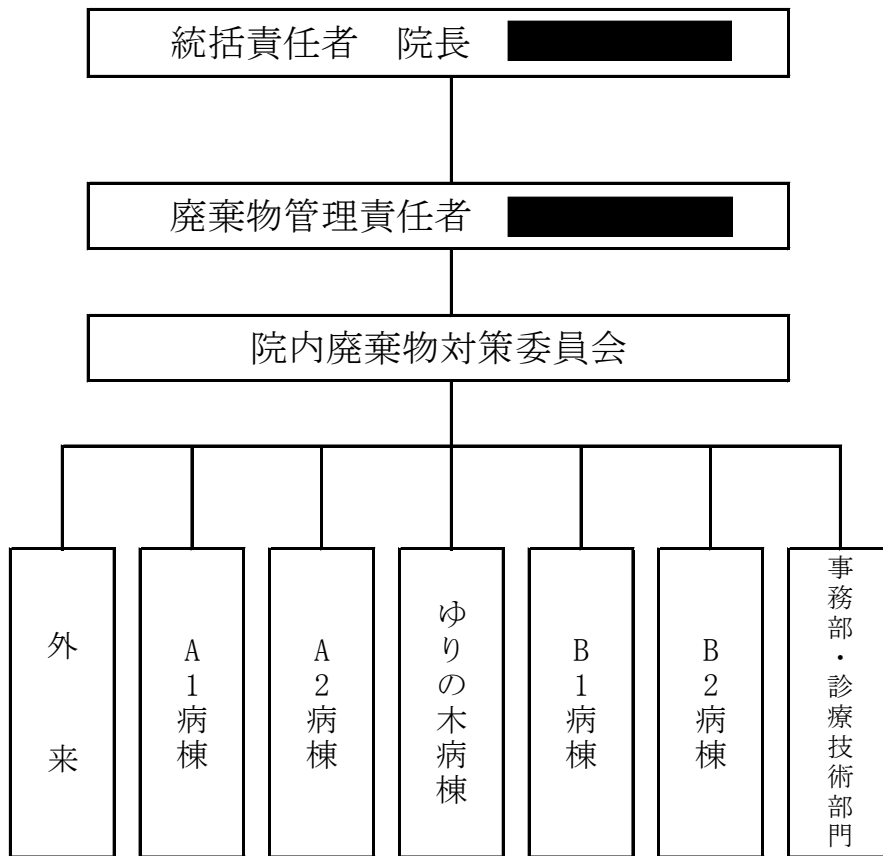 統括責任者　院長
廃棄物管理責任者
院内廃棄物対策委員会
外来
A1病棟
A2病棟
ゆりの木病棟
B1病棟
B2病棟
事務部・診療技術部門